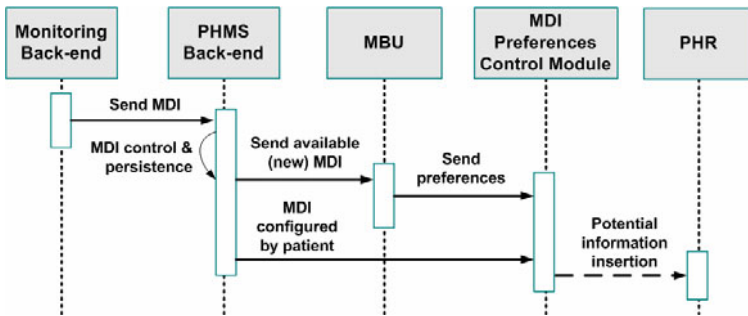 Monitoring
Back-end
PHMS
Back-end
MBU
MDI
Preferences
Control Module
PHR
Send MDI
MDI control &
persistence
Send available
(new) MDI
Send
preferences
MDI
configured
by patient
Potential
information
insertion